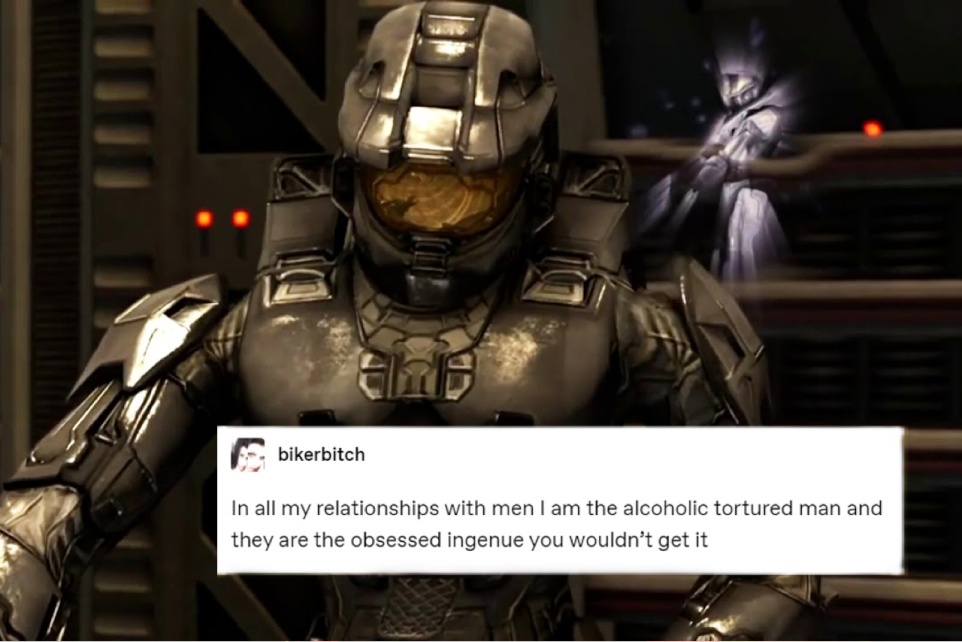 bikerbitch
In all my relationships with men I am the alcoholic tortured man and
they are the obsessed ingenue you wouldn’t get it